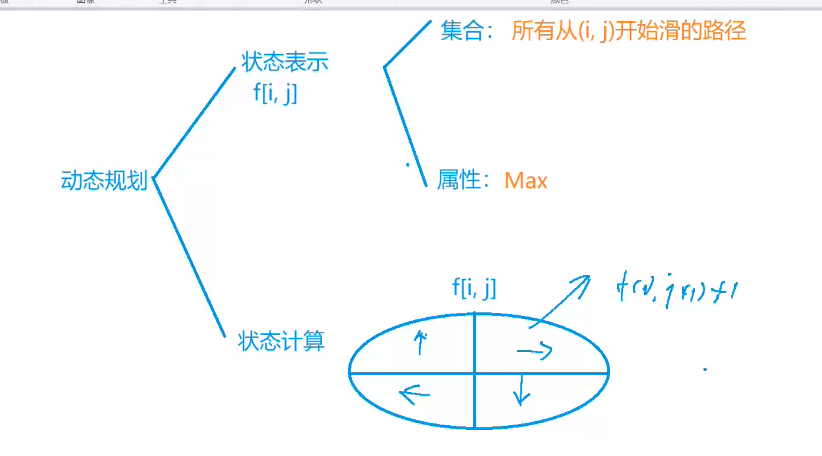 集合：所有从(i, j)开始滑的路径
状态表示
f[i, j]
动态规划
属性：Max
f[i, j]
f(i, j+1)+1
状态计算